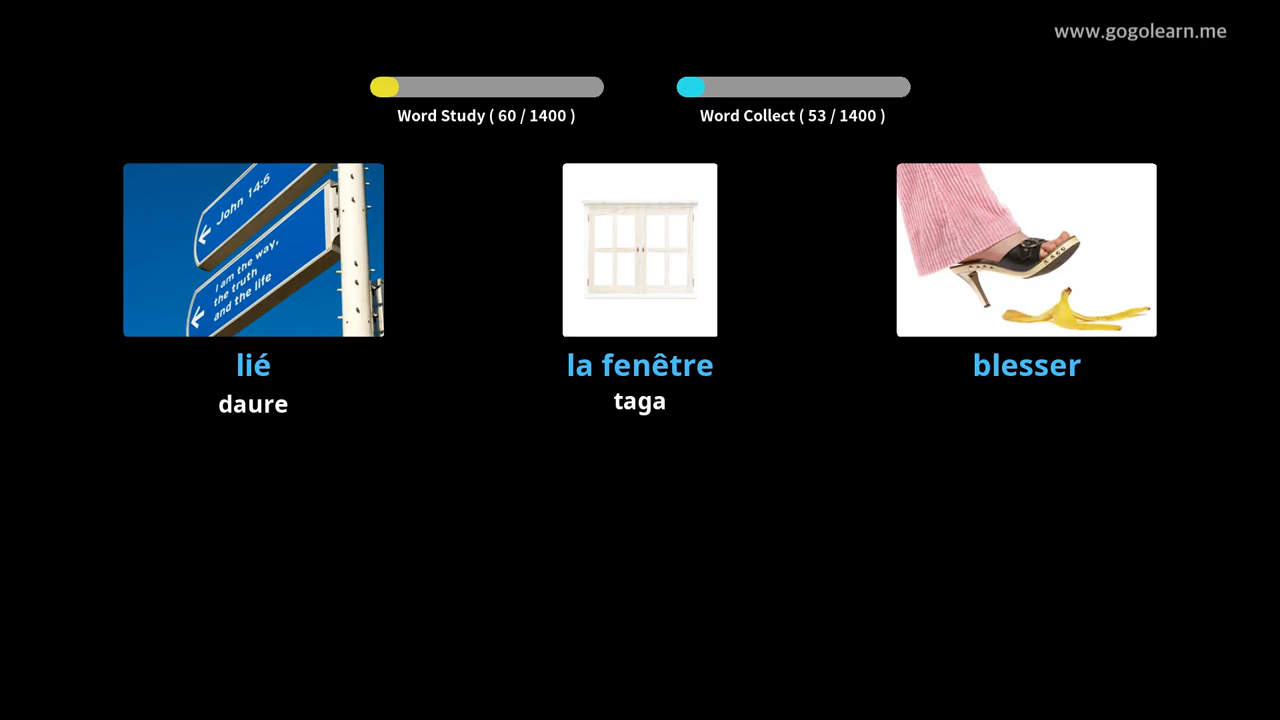 www.gogolearn.me
Word Study ( 60 / 1400 )
Word Collect ( 53 / 1400 )
John 14:6
I am the way,
the truth
and the life
lié
la fenêtre
blesser
daure
taga